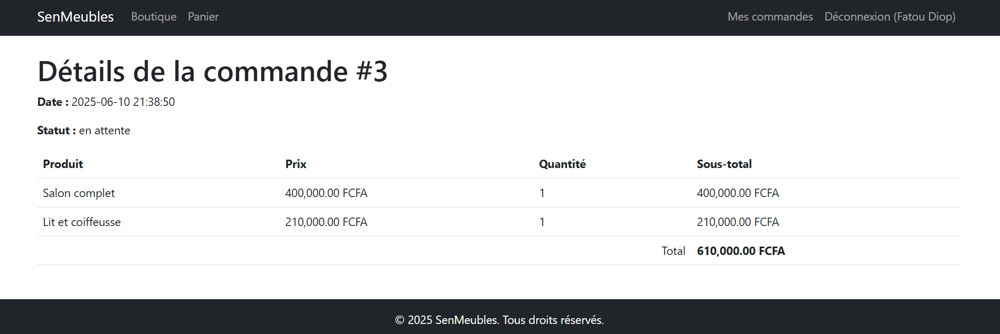 SenMeubles Boutique Panier Mes commandes Déconnexion (Fatou Diop)
Détails de la commande #3
Date : 2025-06-10 21:38:50
Statut : en attente
Produit Prix Quantité Sous-total
Salon complet 400,000.00 FCFA 1 400,000.00 FCFA
Lit et coiffeusse 210,000.00 FCFA 1 210,000.00 FCFA
Total 610,000.00 FCFA
© 2025 SenMeubles. Tous droits réservés.